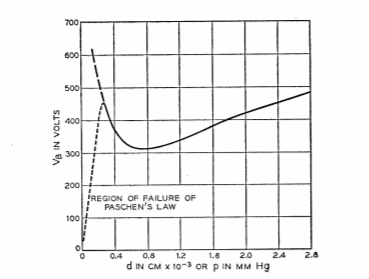 700
600
500
400
300
200
100
0
V_B IN VOLTS
REGION OF FAILURE OF
PASCHEN'S LAW
0 0.4 0.8 1.2 1.6 2.0 2.4 2.8
d IN CM x 10⁻³ OR p IN MM Hg